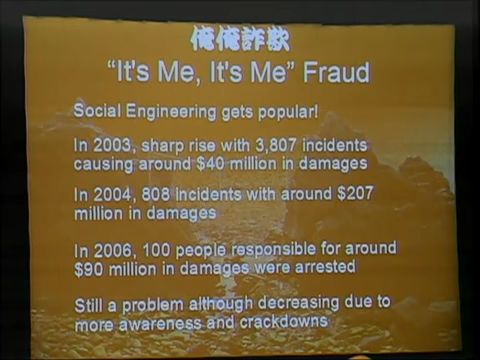 俺俺詐欺
“It's Me, It's Me” Fraud
Social Engineering gets popular!
In 2003, sharp rise with 3,807 incidents
causing around $40 million in damages
In 2004, 808 incidents with around $207
million in damages
In 2006, 100 people responsible for around
$90 million in damages were arrested
Still a problem although decreasing due to
more awareness and crackdowns